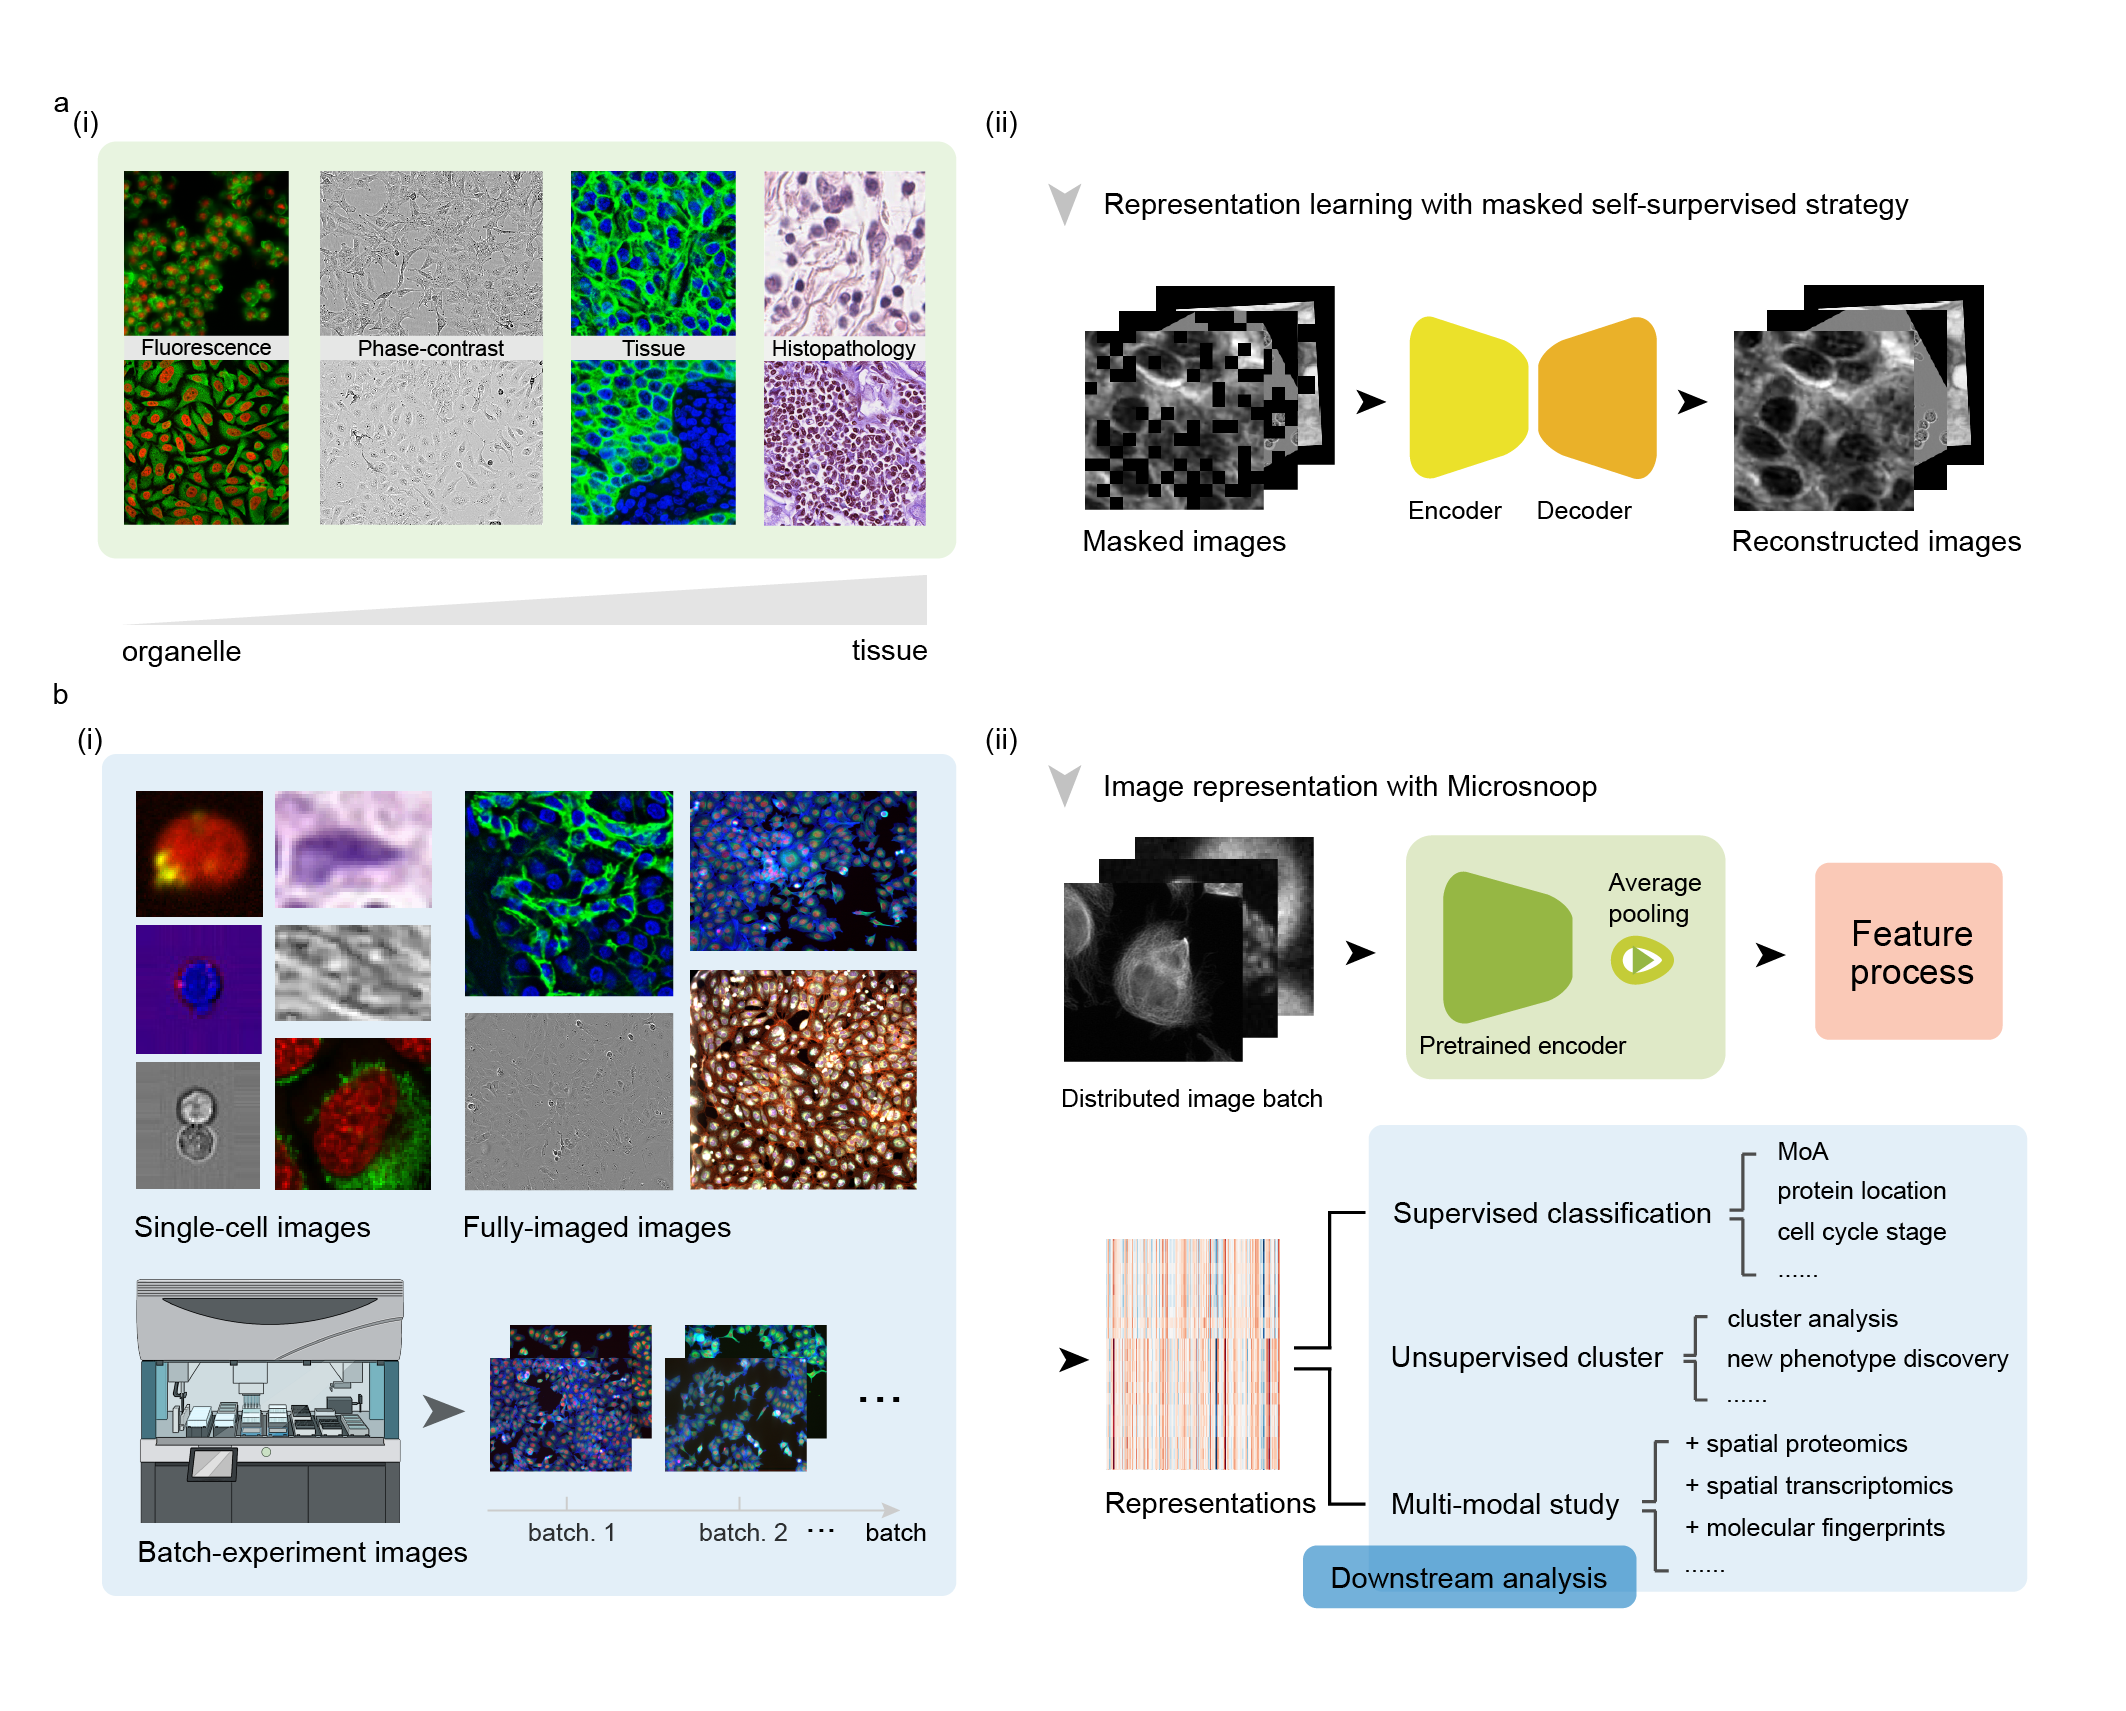 a
(i)
Fluorescence
Phase-contrast
Tissue
Histopathology
organelle
tissue
(ii)
Representation learning with masked self-surpervised strategy
Encoder
Decoder
Masked images
Reconstructed images
b
(i)
Single-cell images
Fully-imaged images
Batch-experiment images
...
batch. 1
batch. 2
...
batch
(ii)
Image representation with Microsnoop
Distributed image batch
Average
pooling
Pretrained encoder
Feature
process
Representations
Supervised classification
MoA
protein location
cell cycle stage
......
Unsupervised cluster
cluster analysis
new phenotype discovery
......
Multi-modal study
+ spatial proteomics
+ spatial transcriptomics
+ molecular fingerprints
......
Downstream analysis